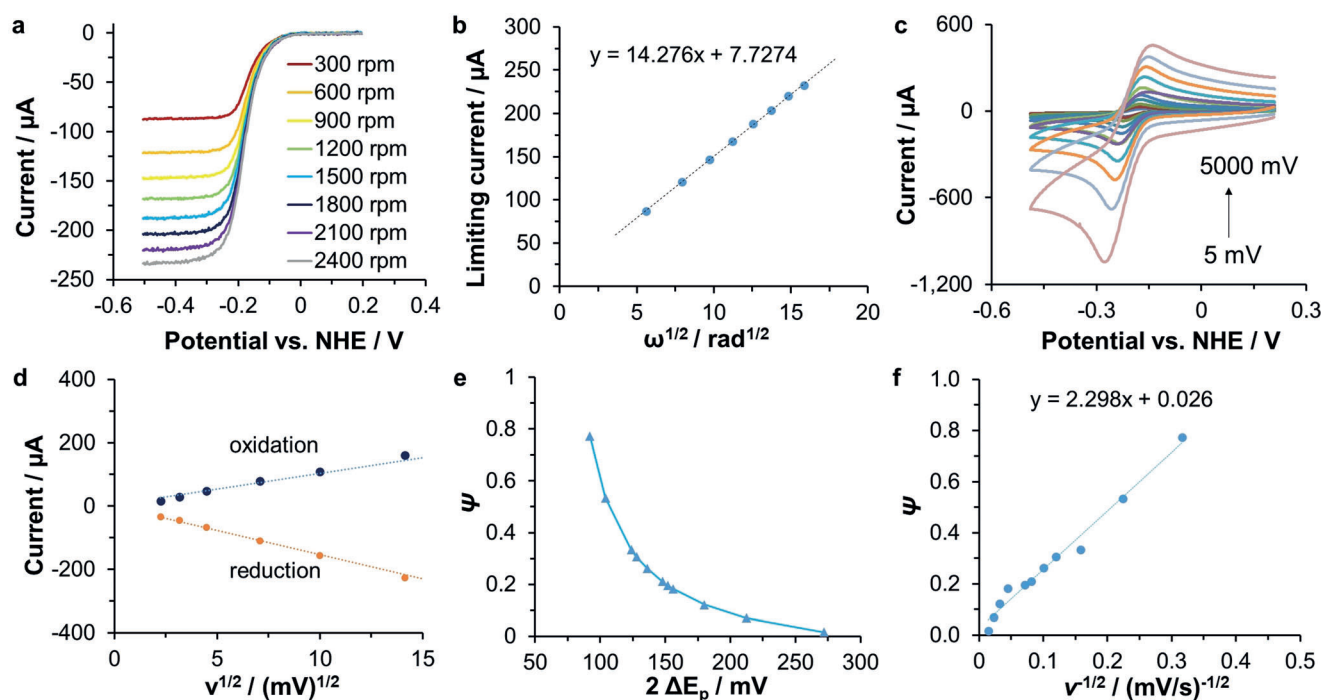 a
0
-50
-100
-150
-200
-250
Current / µA
300 rpm
600 rpm
900 rpm
1200 rpm
1500 rpm
1800 rpm
2100 rpm
2400 rpm
-0.6 -0.4 -0.2 0 0.2 0.4
Potential vs. NHE / V
b
300
250
200
150
100
50
0
Limiting current / µA
y = 14.276x + 7.7274
0 5 10 15 20
ω1/2 / rad1/2
c
600
0
-600
-1,200
Current / µA
5000 mV
5 mV
-0.6 -0.3 0 0.3
Potential vs. NHE / V
d
400
200
0
-200
-400
Current / µA
oxidation
reduction
0 5 10 15
v1/2 / (mV)1/2
e
1
0.8
0.6
0.4
0.2
0
Ψ
50 100 150 200 250 300
2 ΔEp / mV
f
1.0
0.8
0.6
0.4
0.2
0.0
Ψ
y = 2.298x + 0.026
0 0.1 0.2 0.3 0.4 0.5
v-1/2 / (mV/s)-1/2